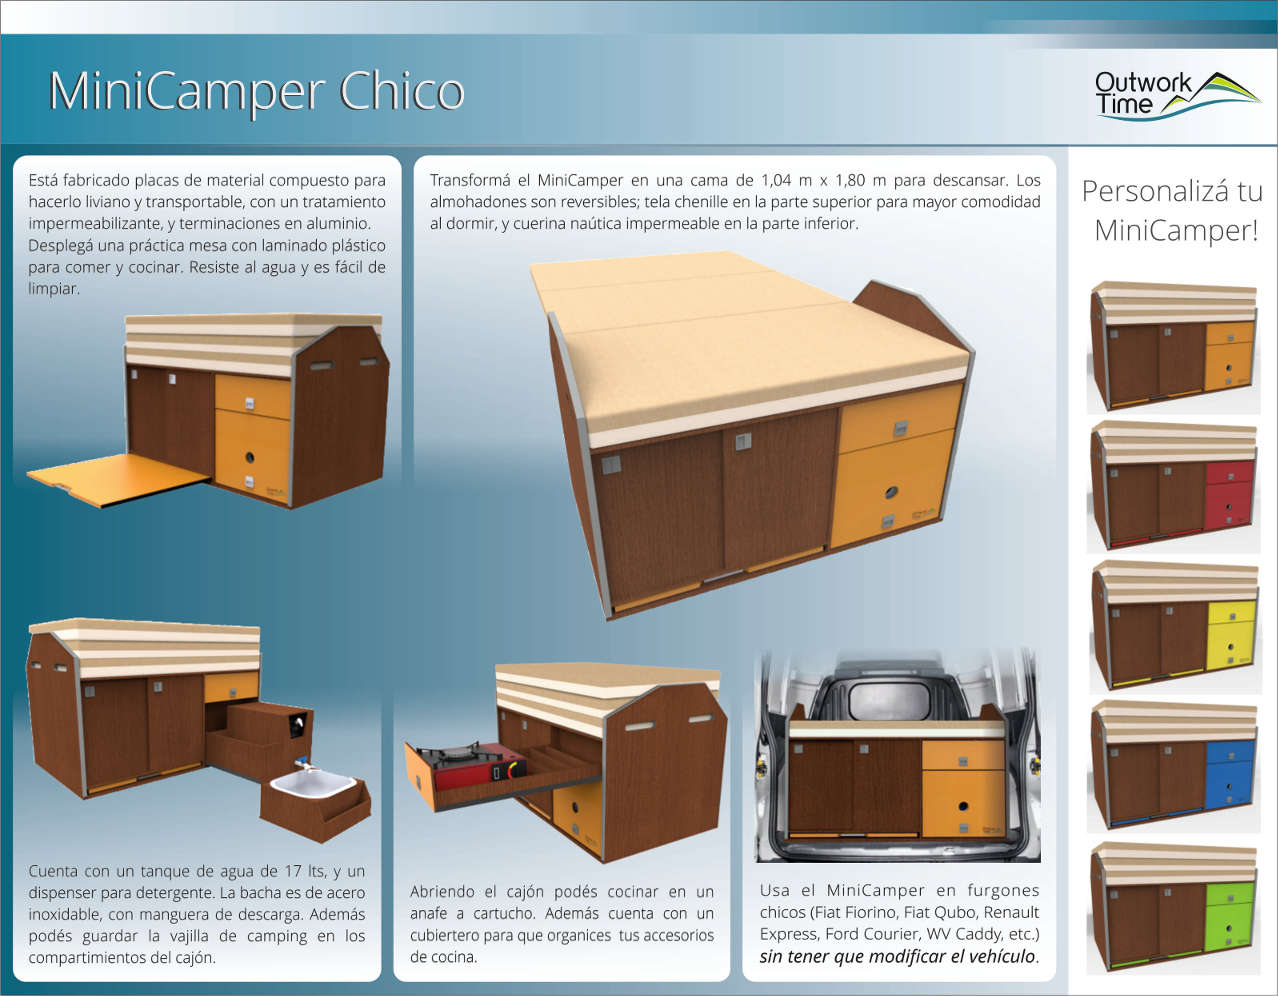 MiniCamper Chico
Outwork
Time
Está fabricado placas de material compuesto para
hacerlo liviano y transportable, con un tratamiento
impermeabilizante, y terminaciones en aluminio.
Desplegá una práctica mesa con laminado plástico
para comer y cocinar. Resiste al agua y es fácil de
limpiar.
Transformá el MiniCamper en una cama de 1,04 m x 1,80 m para descansar. Los
almohadones son reversibles; tela chenille en la parte superior para mayor comodidad
al dormir, y cuerina naútica impermeable en la parte inferior.
Personalizá tu
MiniCamper!
Cuenta con un tanque de agua de 17 lts, y un
dispenser para detergente. La bacha es de acero
inoxidable, con manguera de descarga. Además
podés guardar la vajilla de camping en los
compartimientos del cajón.
Abriendo el cajón podés cocinar en un
anafe a cartucho. Además cuenta con un
cubiertero para que organices tus accesorios
de cocina.
Usa el MiniCamper en furgones
chicos (Fiat Fiorino, Fiat Qubo, Renault
Express, Ford Courier, WV Caddy, etc.)
sin tener que modificar el vehículo.